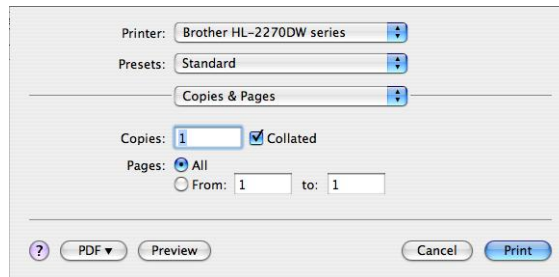 Printer: Brother HL-2270DW series
Presets: Standard
Copies & Pages
Copies: 1 Collated
Pages: All
From: 1 to: 1
? PDF ▼ Preview Cancel Print